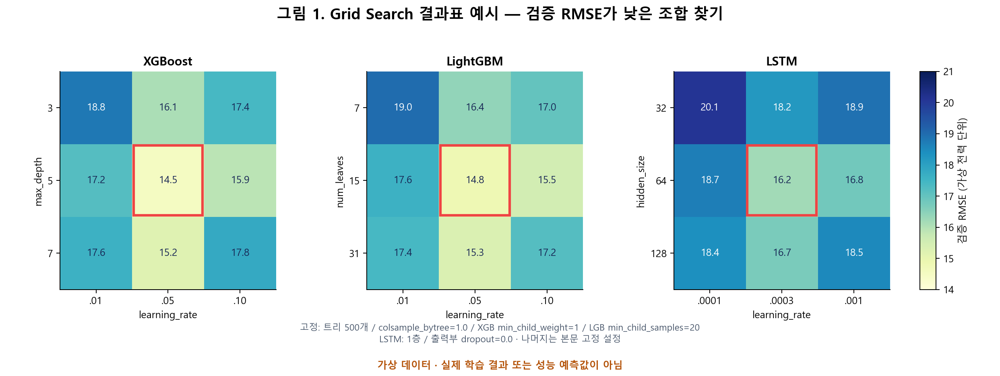 그림 1. Grid Search 결과표 예시 — 검증 RMSE가 낮은 조합 찾기
XGBoost
max_depth
3
18.8 16.1 17.4
5
17.2 14.5 15.9
7
17.6 15.2 17.8
.01 .05 .10
learning_rate
LightGBM
num_leaves
7
19.0 16.4 17.0
15
17.6 14.8 15.5
31
17.4 15.3 17.2
.01 .05 .10
learning_rate
LSTM
hidden_size
32
20.1 18.2 18.9
64
18.7 16.2 16.8
128
18.4 16.7 18.5
.0001 .0003 .001
learning_rate
21
20
19
18
17
16
15
14
검증 RMSE (가상 전력 단위)
고정: 트리 500개 / colsample_bytree=1.0 / XGB min_child_weight=1 / LGB min_child_samples=20
LSTM: 1층 / 출력부 dropout=0.0 · 나머지는 본문 고정 설정
가상 데이터 · 실제 학습 결과 또는 성능 예측값이 아님